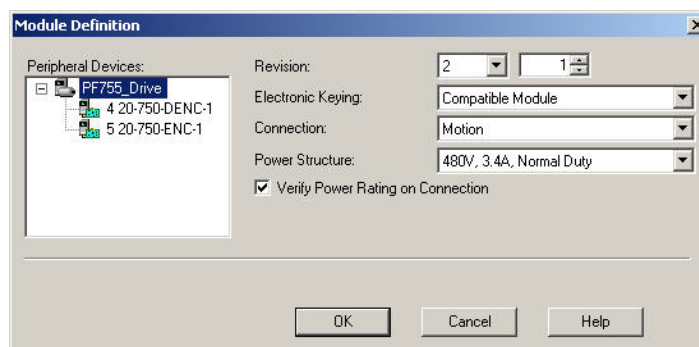 Module Definition
Peripheral Devices:
PF755_Drive
4 20-750-DENC-1
5 20-750-ENC-1
Revision: 2 1
Electronic Keying: Compatible Module
Connection: Motion
Power Structure: 480V, 3.4A, Normal Duty
Verify Power Rating on Connection
OK Cancel Help